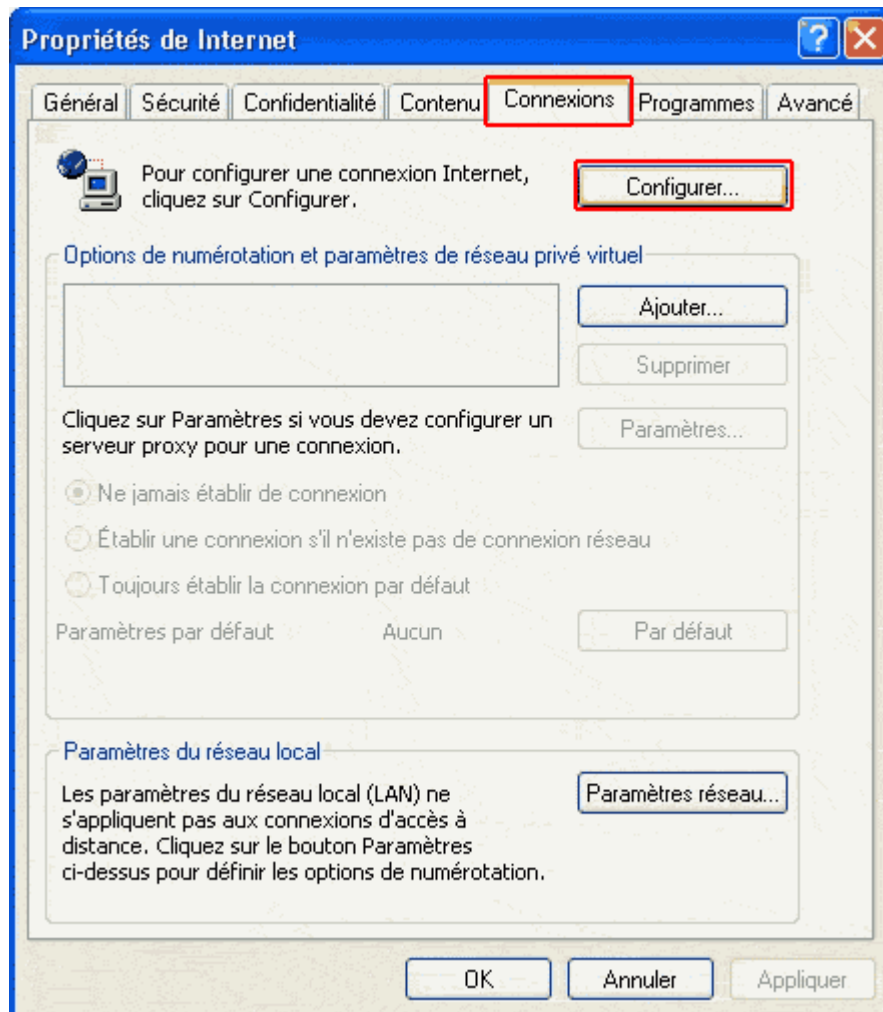 Propriétés de Internet
Général Sécurité Confidentialité Contenu Connexions Programmes Avancé
Pour configurer une connexion Internet,
cliquez sur Configurer.
Configurer...
Options de numérotation et paramètres de réseau privé virtuel
Ajouter...
Supprimer
Cliquez sur Paramètres si vous devez configurer un
serveur proxy pour une connexion.
Paramètres...
Ne jamais établir de connexion
Établir une connexion s'il n'existe pas de connexion réseau
Toujours établir la connexion par défaut
Paramètres par défaut Aucun Par défaut
Paramètres du réseau local
Les paramètres du réseau local (LAN) ne
s'appliquent pas aux connexions d'accès à
distance. Cliquez sur le bouton Paramètres
ci-dessus pour définir les options de numérotation.
Paramètres réseau...
OK Annuler Appliquer